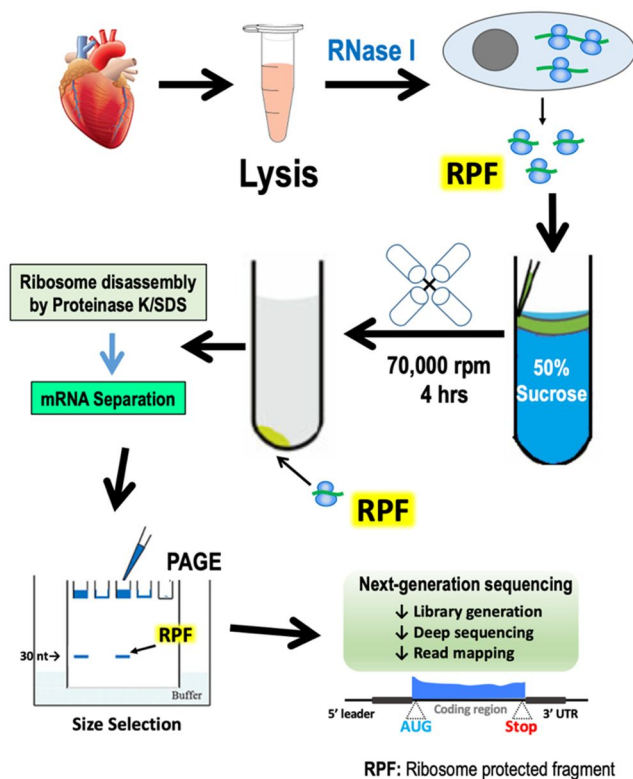 RNase I
Lysis
RPF
50%
Sucrose
70,000 rpm
4 hrs
RPF
Ribosome disassembly
by Proteinase K/SDS
mRNA Separation
PAGE
RPF
30 nt→
Buffer
Size Selection
Next-generation sequencing
↓ Library generation
↓ Deep sequencing
↓ Read mapping
5' leader
Coding region
3' UTR
AUG
Stop
RPF: Ribosome protected fragment